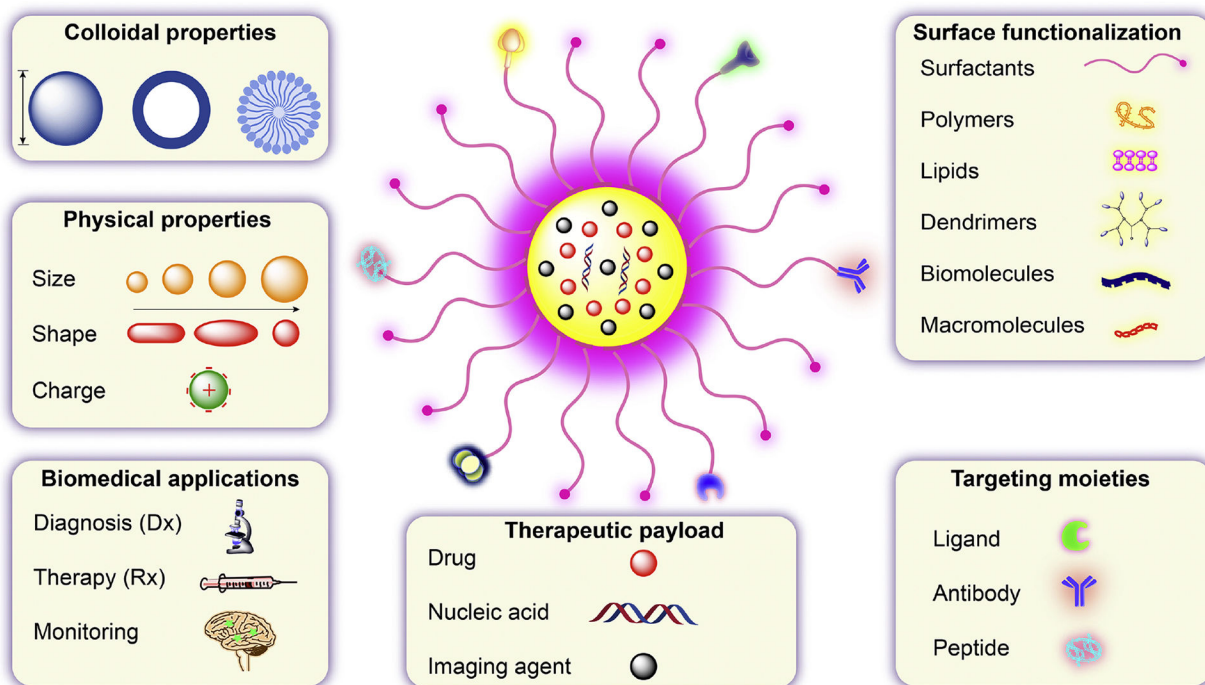 Colloidal properties
Physical properties
Size
Shape
Charge
+
Biomedical applications
Diagnosis (Dx)
Therapy (Rx)
Monitoring
Therapeutic payload
Drug
Nucleic acid
Imaging agent
Surface functionalization
Surfactants
Polymers
Lipids
Dendrimers
Biomolecules
Macromolecules
Targeting moieties
Ligand
Antibody
Peptide